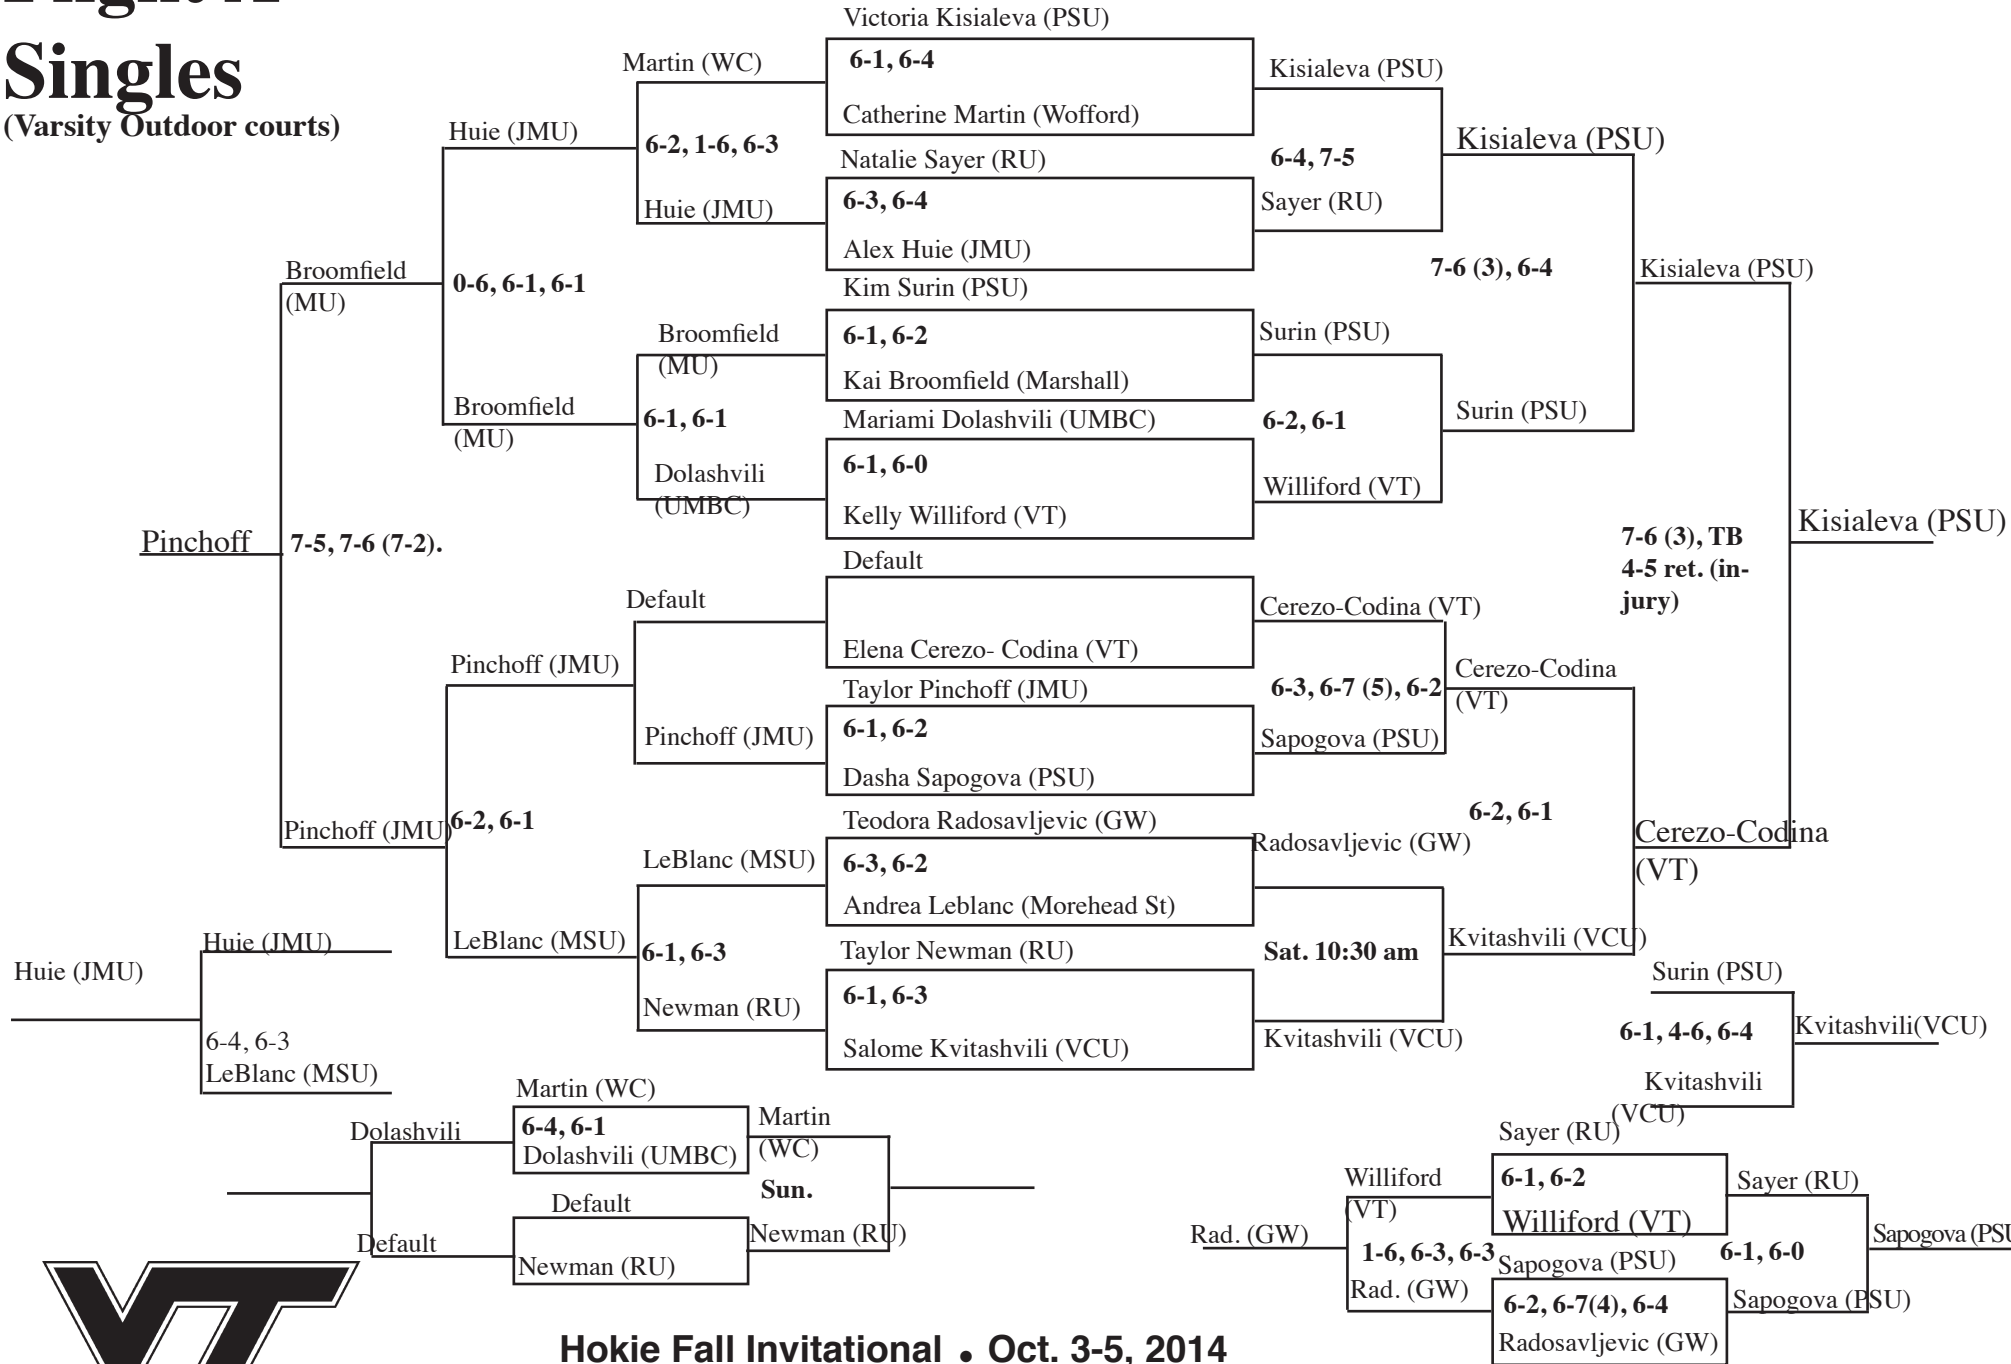 Singles
(Varsity Outdoor courts)
Victoria Kisialeva (PSU)
6-1, 6-4
Catherine Martin (Wofford)
Natalie Sayer (RU)
6-3, 6-4
Alex Huie (JMU)
Kim Surin (PSU)
6-1, 6-2
Kai Broomfield (Marshall)
Mariami Dolashvili (UMBC)
6-1, 6-0
Kelly Williford (VT)
Default
Elena Cerezo- Codina (VT)
Taylor Pinchoff (JMU)
6-1, 6-2
Dasha Sapogova (PSU)
Teodora Radosavljevic (GW)
6-3, 6-2
Andrea Leblanc (Morehead St)
Taylor Newman (RU)
6-1, 6-3
Salome Kvitashvili (VCU)
Martin (WC)
6-2, 1-6, 6-3
Huie (JMU)
Broomfield
(MU)
6-1, 6-1
Dolashvili
(UMBC)
Default
Pinchoff (JMU)
LeBlanc (MSU)
6-1, 6-3
Newman (RU)
Huie (JMU)
0-6, 6-1, 6-1
Broomfield
(MU)
Pinchoff (JMU)
6-2, 6-1
LeBlanc (MSU)
Broomfield
(MU)
7-5, 7-6 (7-2).
Pinchoff (JMU)
Pinchoff
Kisialeva (PSU)
6-4, 7-5
Sayer (RU)
Surin (PSU)
6-2, 6-1
Williford (VT)
Cerezo-Codina (VT)
6-3, 6-7 (5), 6-2
Sapogova (PSU)
Radosavljevic (GW)
Sat. 10:30 am
Kvitashvili (VCU)
Kisialeva (PSU)
7-6 (3), 6-4
Surin (PSU)
Cerezo-Codina
(VT)
6-2, 6-1
Kvitashvili (VCU)
Kisialeva (PSU)
7-6 (3), TB
4-5 ret. (in-
jury)
Cerezo-Codina
(VT)
Kisialeva (PSU)
Huie (JMU)
Huie (JMU)
6-4, 6-3
LeBlanc (MSU)
Surin (PSU)
6-1, 4-6, 6-4
Kvitashvili
(VCU)
Kvitashvili(VCU)
Martin (WC)
6-4, 6-1
Dolashvili (UMBC)
Default
Newman (RU)
Dolashvili
Default
Martin
(WC)
Sun.
Newman (RU)
Sayer (RU)
6-1, 6-2
Williford (VT)
Sapogova (PSU)
6-2, 6-7(4), 6-4
Radosavljevic (GW)
Williford
(VT)
1-6, 6-3, 6-3
Rad. (GW)
Rad. (GW)
Sayer (RU)
6-1, 6-0
Sapogova (PSU)
Sapogova (PSU
VT
Hokie Fall Invitational • Oct. 3-5, 2014